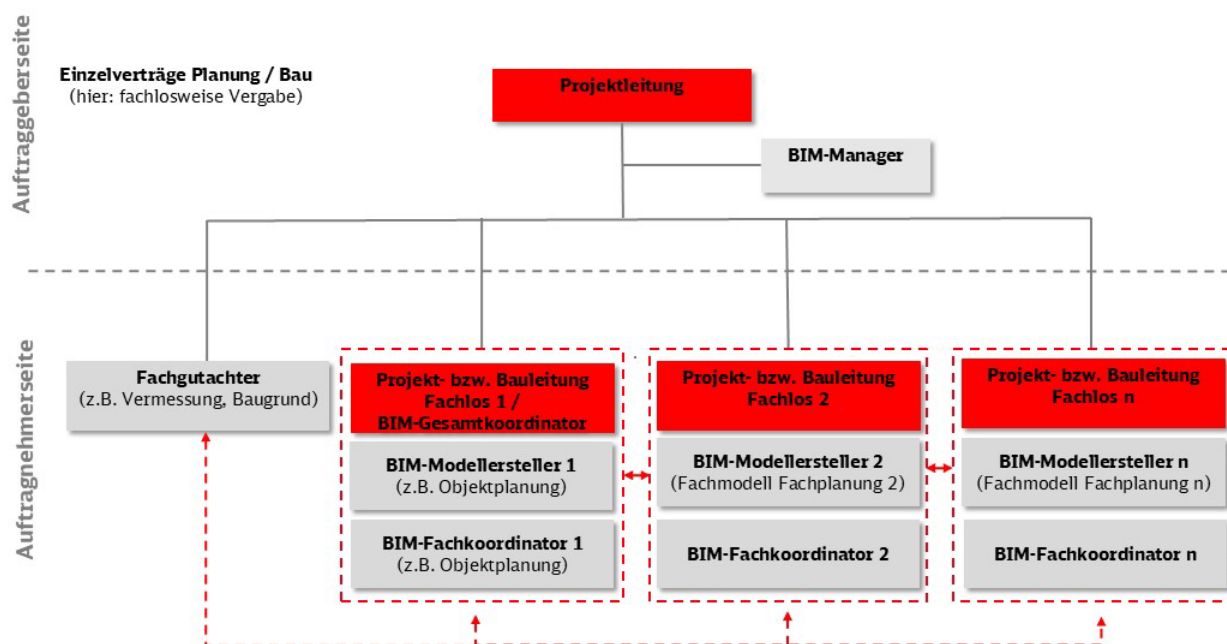 Auftraggeberseite
Einzelverträge Planung / Bau
(hier: fachlosweise Vergabe)
Projektleitung
BIM-Manager
Auftragnehmerseite
Fachgutachter
(z.B. Vermessung, Baugrund)
Projekt- bzw. Bauleitung
Fachlos 1 /
BIM-Gesamtkoordinator
BIM-Modellersteller 1
(z.B. Objektplanung)
BIM-Fachkoordinator 1
(z.B. Objektplanung)
Projekt- bzw. Bauleitung
Fachlos 2
BIM-Modellersteller 2
(Fachmodell Fachplanung 2)
BIM-Fachkoordinator 2
Projekt- bzw. Bauleitung
Fachlos n
BIM-Modellersteller n
(Fachmodell Fachplanung n)
BIM-Fachkoordinator n